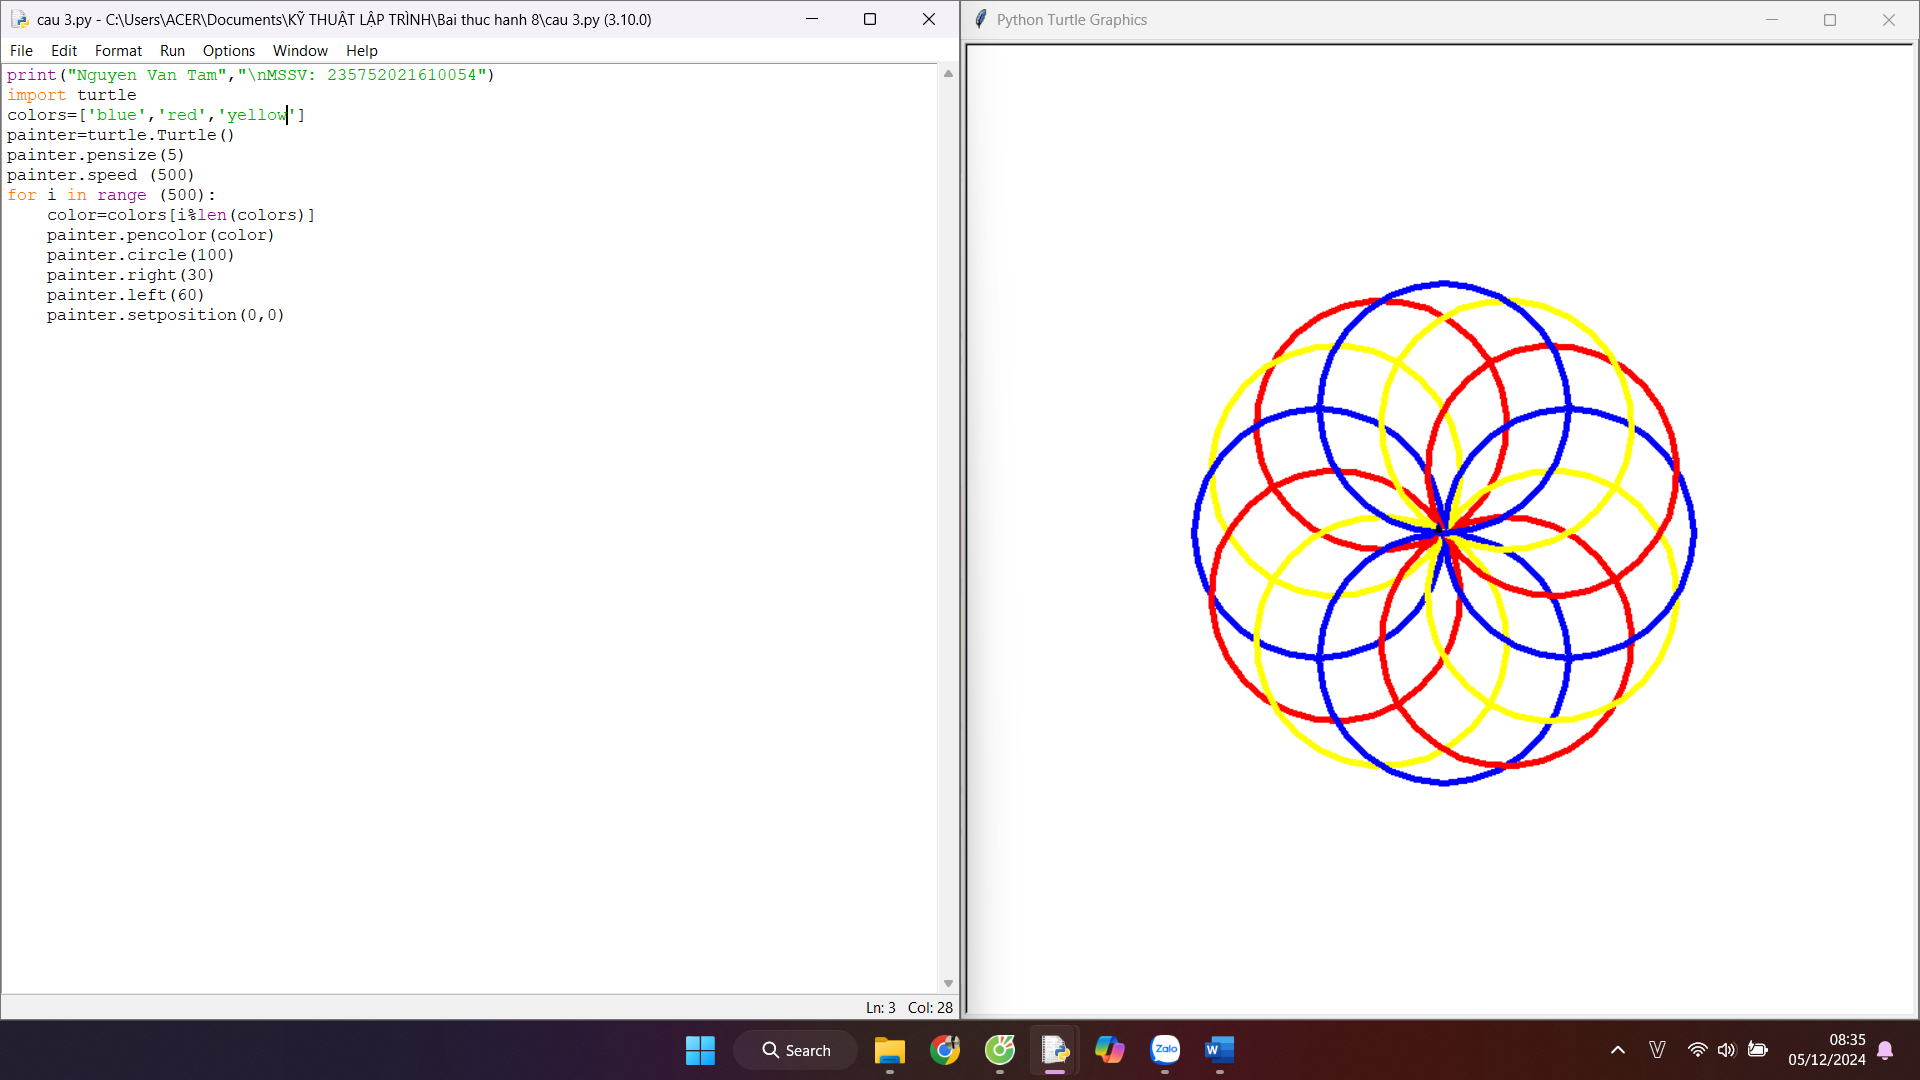 cau 3.py - C:\Users\ACER\Documents\KỸ THUẬT LẬP TRÌNH\Bai thuc hanh 8\cau 3.py (3.10.0)
File Edit Format Run Options Window Help
print("Nguyen Van Tam","\nMSSV: 235752021610054")
import turtle
colors=['blue','red','yellow']
painter=turtle.Turtle()
painter.pensize(5)
painter.speed (500)
for i in range (500):
    color=colors[i%len(colors)]
    painter.pencolor(color)
    painter.circle(100)
    painter.right(30)
    painter.left(60)
    painter.setposition(0,0)
Ln: 3 Col: 28
Python Turtle Graphics
Search
Zalo
W
V
08:35
05/12/2024